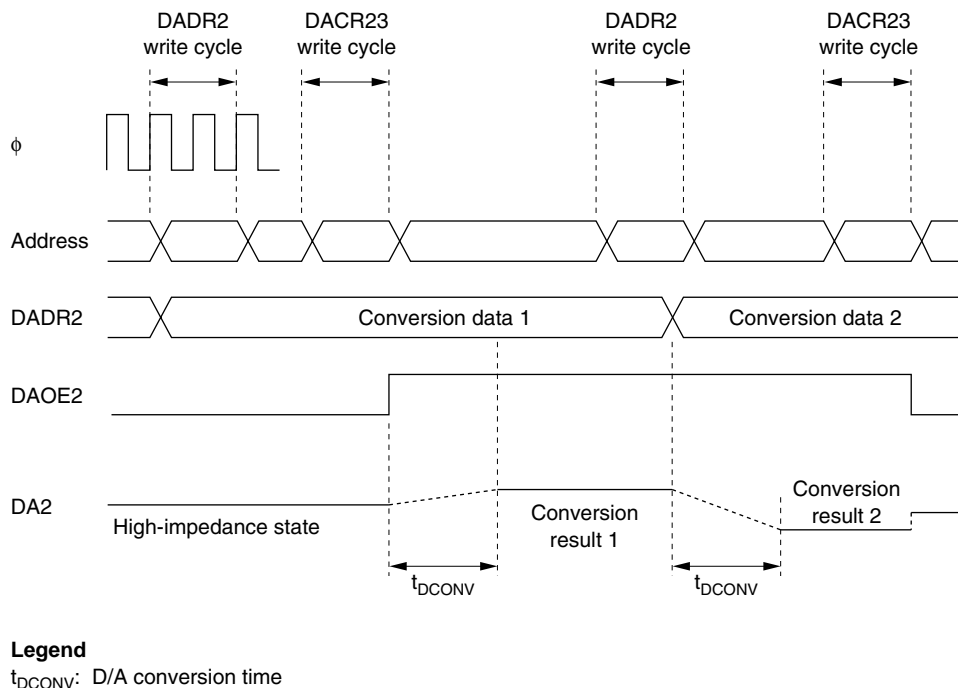 DADR2
write cycle
DACR23
write cycle
DADR2
write cycle
DACR23
write cycle
φ
Address
DADR2
Conversion data 1
Conversion data 2
DAOE2
DA2
High-impedance state
Conversion
result 1
Conversion
result 2
tDCONV
tDCONV
Legend
tDCONV: D/A conversion time